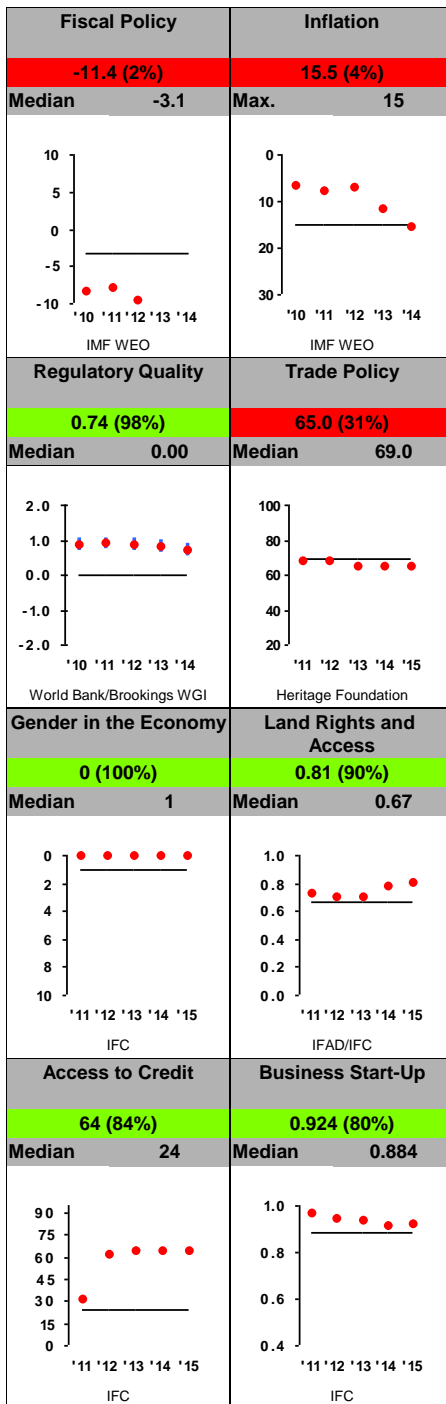 Fiscal Policy
-11.4 (2%)
Median -3.1
10
5
0
-5
-10
'10 '11 '12 '13 '14
IMF WEO
Inflation
15.5 (4%)
Max. 15
0
10
20
30
'10 '11 '12 '13 '14
IMF WEO
Regulatory Quality
0.74 (98%)
Median 0.00
2.0
1.0
0.0
-1.0
-2.0
'10 '11 '12 '13 '14
World Bank/Brookings WGI
Trade Policy
65.0 (31%)
Median 69.0
100
80
60
40
20
'11 '12 '13 '14 '15
Heritage Foundation
Gender in the Economy
0 (100%)
Median 1
0
2
4
6
8
10
'11 '12 '13 '14 '15
IFC
Land Rights and
Access
0.81 (90%)
Median 0.67
1.0
0.8
0.6
0.4
0.2
0.0
'11 '12 '13 '14 '15
IFAD/IFC
Access to Credit
64 (84%)
Median 24
90
75
60
45
30
15
0
'11 '12 '13 '14 '15
IFC
Business Start-Up
0.924 (80%)
Median 0.884
1.0
0.8
0.6
0.4
'11 '12 '13 '14 '15
IFC